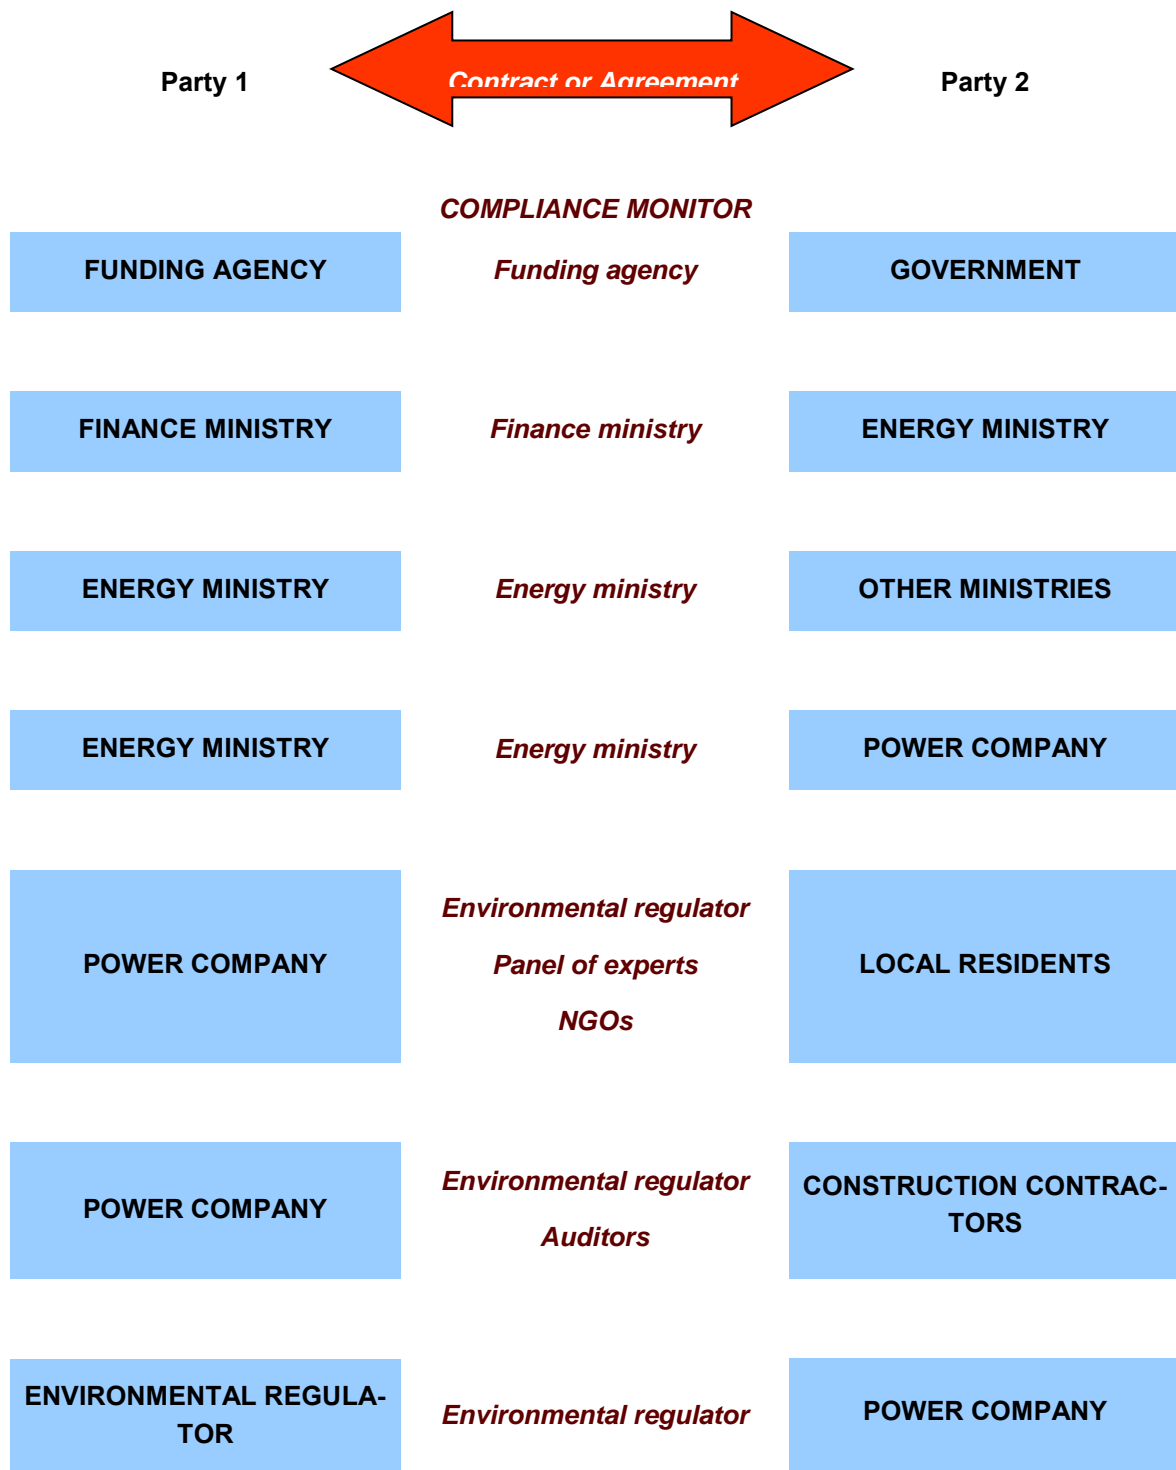 Party 1
Contract or Agreement
Party 2
COMPLIANCE MONITOR
FUNDING AGENCY
Funding agency
GOVERNMENT
FINANCE MINISTRY
Finance ministry
ENERGY MINISTRY
ENERGY MINISTRY
Energy ministry
OTHER MINISTRIES
ENERGY MINISTRY
Energy ministry
POWER COMPANY
POWER COMPANY
Environmental regulator
Panel of experts
NGOs
LOCAL RESIDENTS
POWER COMPANY
Environmental regulator
Auditors
CONSTRUCTION CONTRAC-
TORS
ENVIRONMENTAL REGULA-
TOR
Environmental regulator
POWER COMPANY